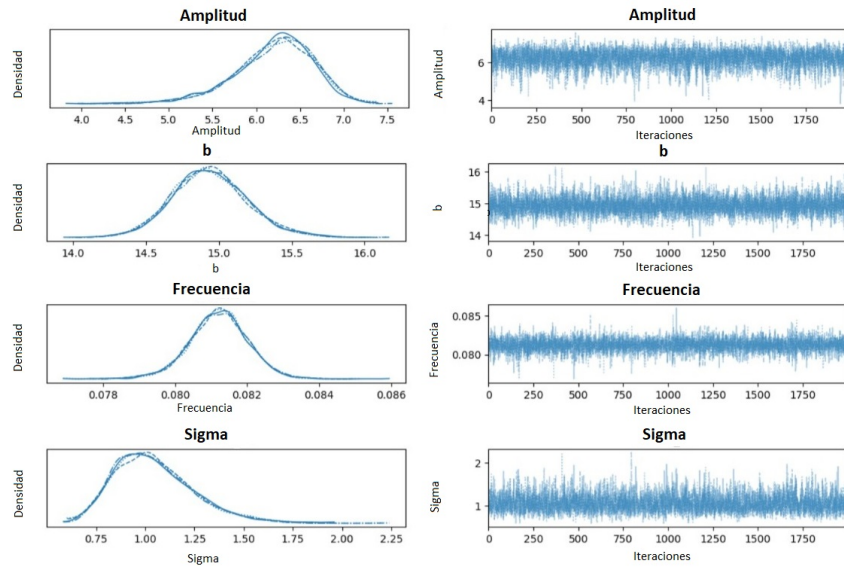 Amplitud
Densidad
4.0 4.5 5.0 5.5 6.0 6.5 7.0 7.5
Amplitud
Amplitud
Amplitud
6
4
0 250 500 750 1000 1250 1500 1750
Iteraciones
b
Densidad
14.0 14.5 15.0 15.5 16.0
b
b
b
16
15
14
0 250 500 750 1000 1250 1500 1750
Iteraciones
Frecuencia
Densidad
0.078 0.080 0.082 0.084 0.086
Frecuencia
Frecuencia
Frecuencia
0.085
0.080
0 250 500 750 1000 1250 1500 1750
Iteraciones
Sigma
Densidad
0.75 1.00 1.25 1.50 1.75 2.00 2.25
Sigma
Sigma
Sigma
2
1
0 250 500 750 1000 1250 1500 1750
Iteraciones